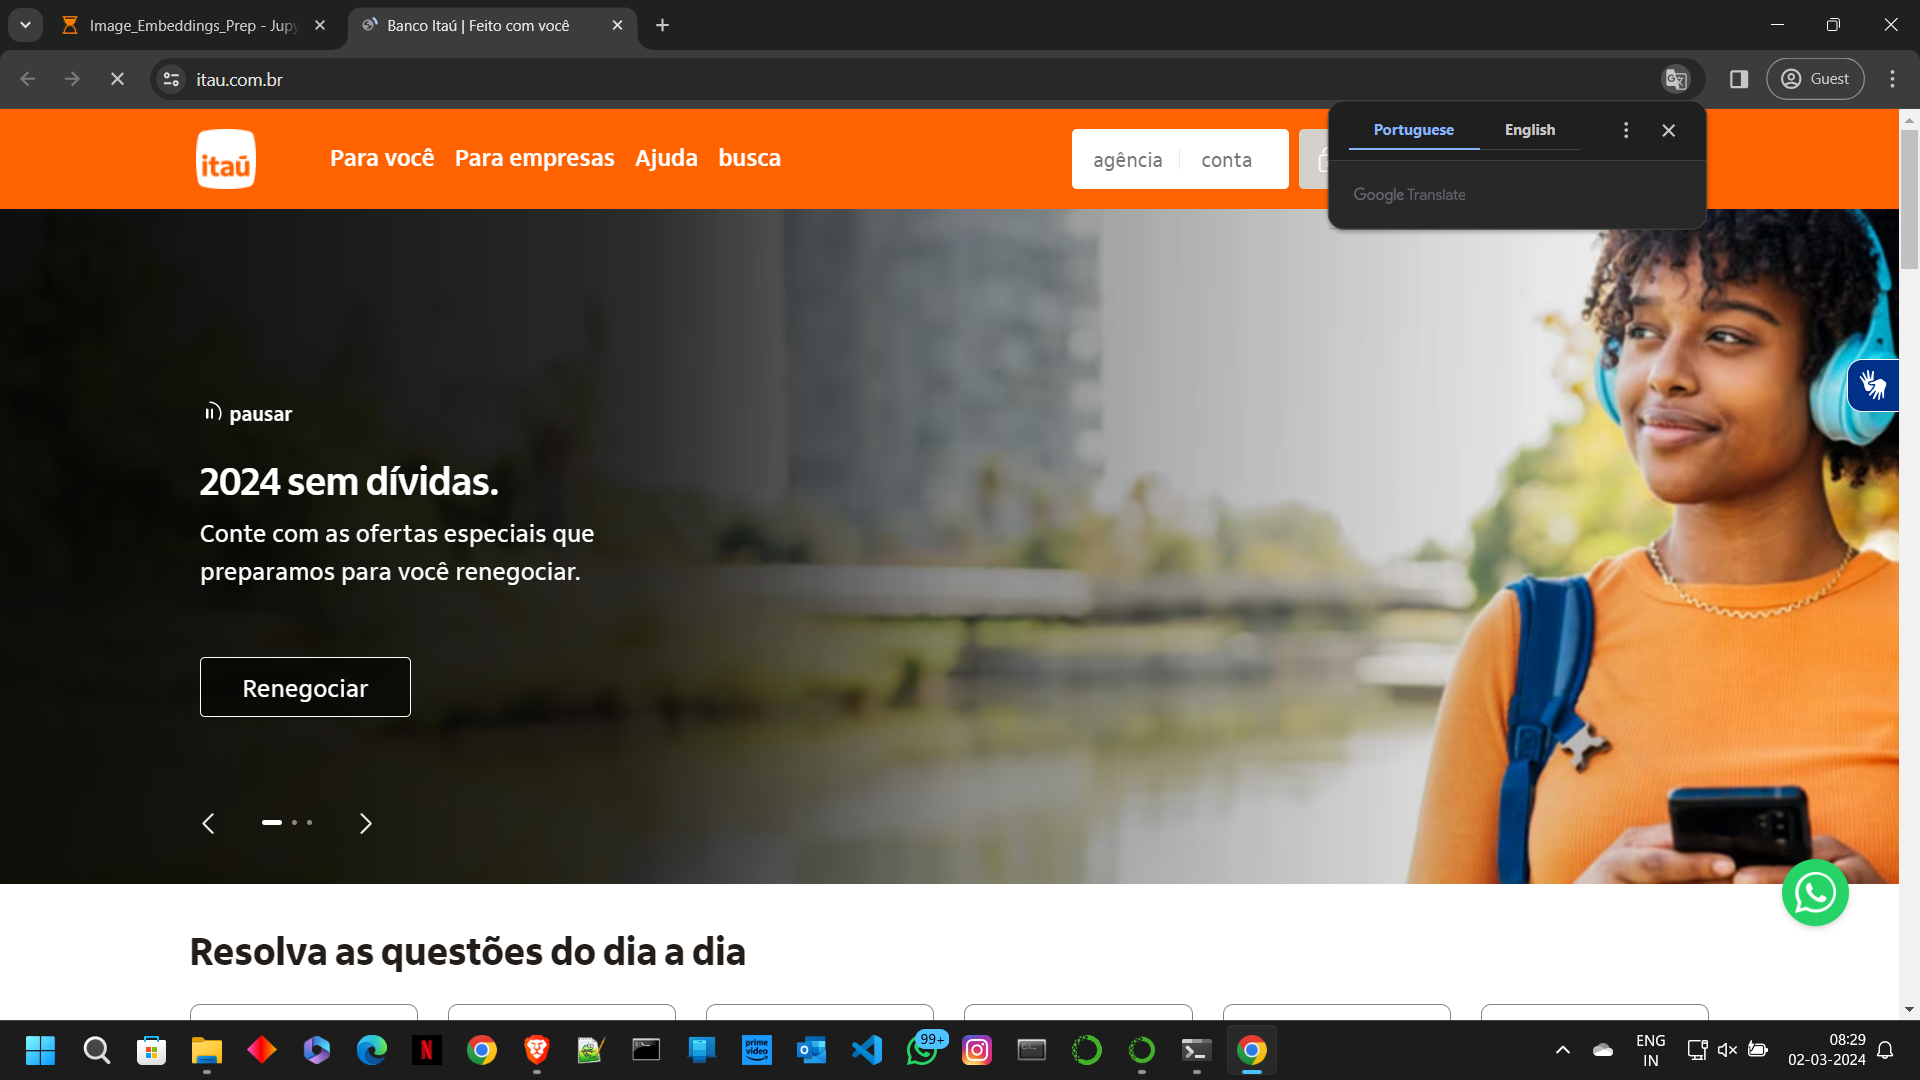 Image_Embeddings_Prep - Jupy
Banco Itaú | Feito com você
itau.com.br
Guest
itaú
Para você
Para empresas
Ajuda
busca
agência
conta
Portuguese
English
Google Translate
pausar
2024 sem dívidas.
Conte com as ofertas especiais que
preparamos para você renegociar.
Renegociar
Resolva as questões do dia a dia
prime
video
99+
ENG
IN
08:29
02-03-2024